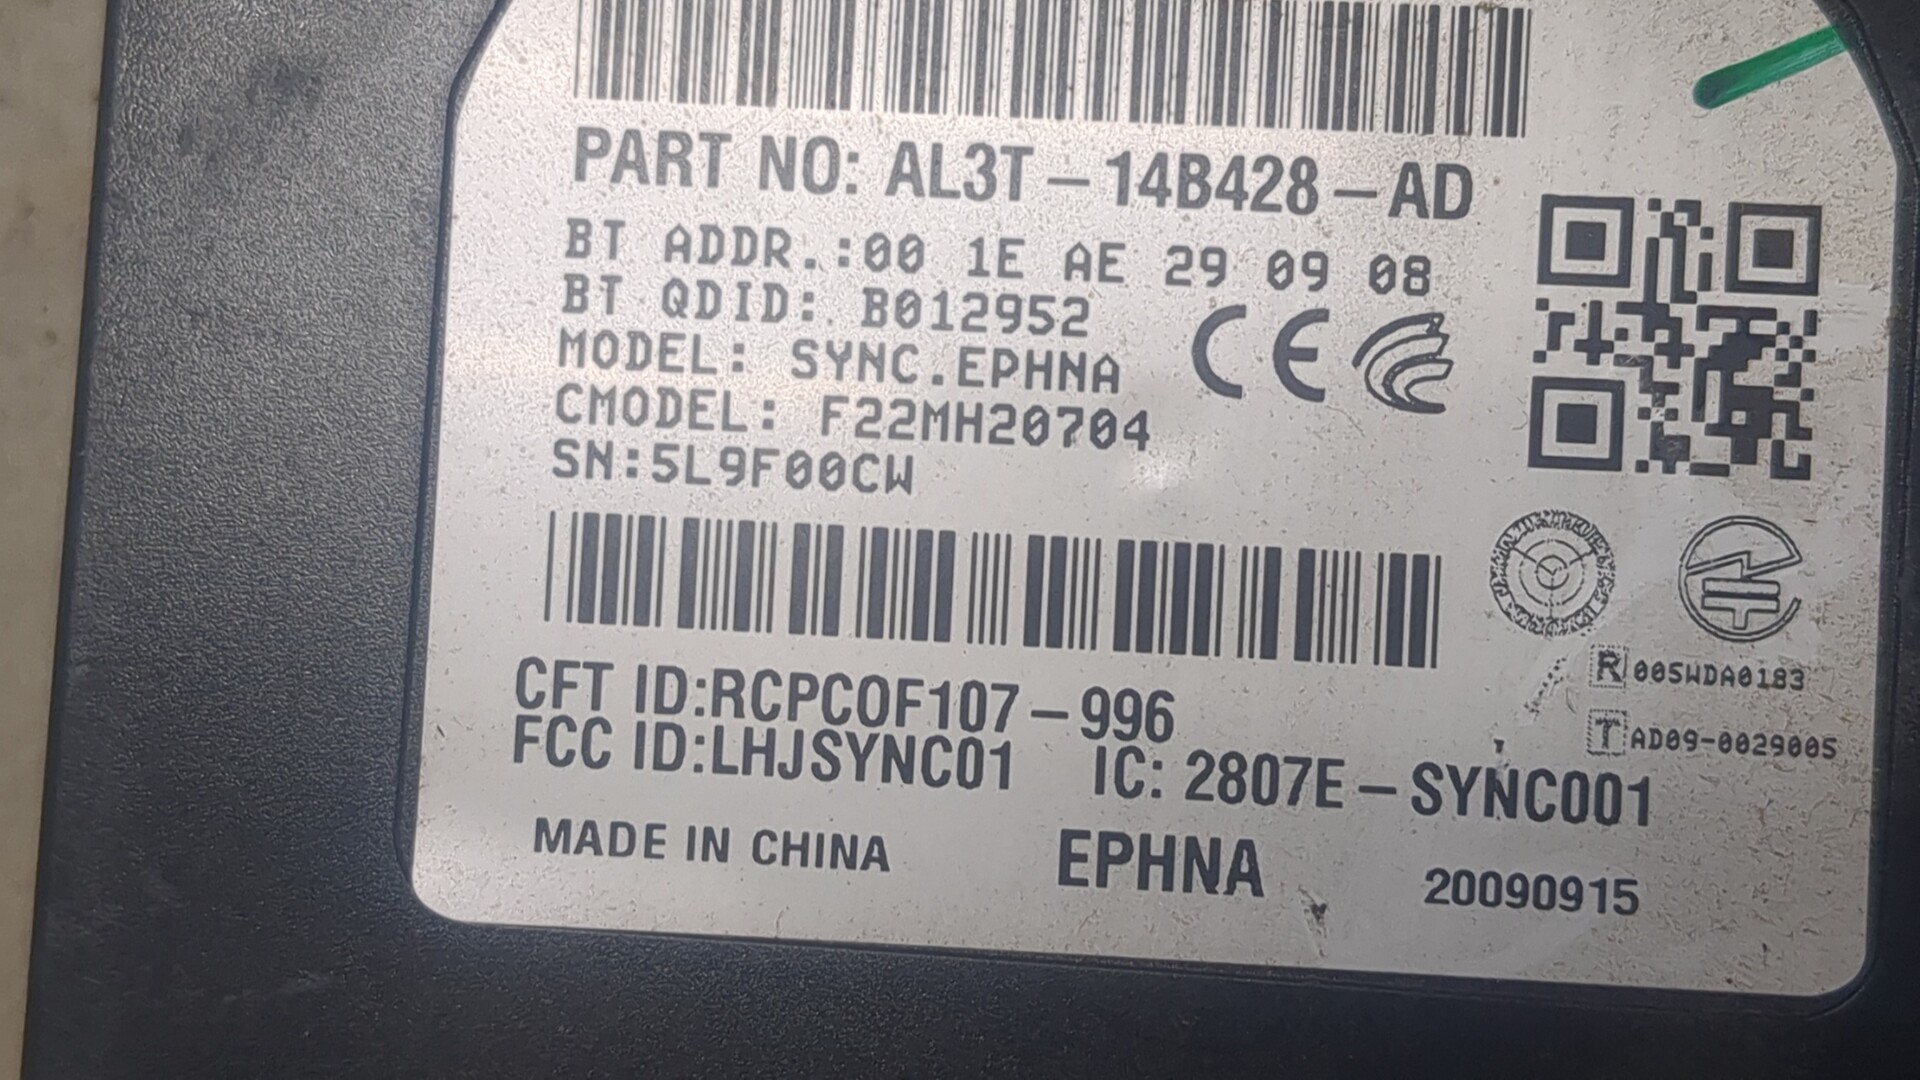 PART NO: AL3T-14B428-AD
BT ADDR.:00 1E AE 29 09 08
BT QDID: B012952
MODEL: SYNC.EPHNA
CMODEL: F22MH20704
SN:5L9F00CW
CE
CFT ID:RCPCOF107-996
R 005WDA0183
FCC ID:LHJSYNC01 IC: 2807E-SYNC001
T AD09-0029005
MADE IN CHINA EPHNA 20090915